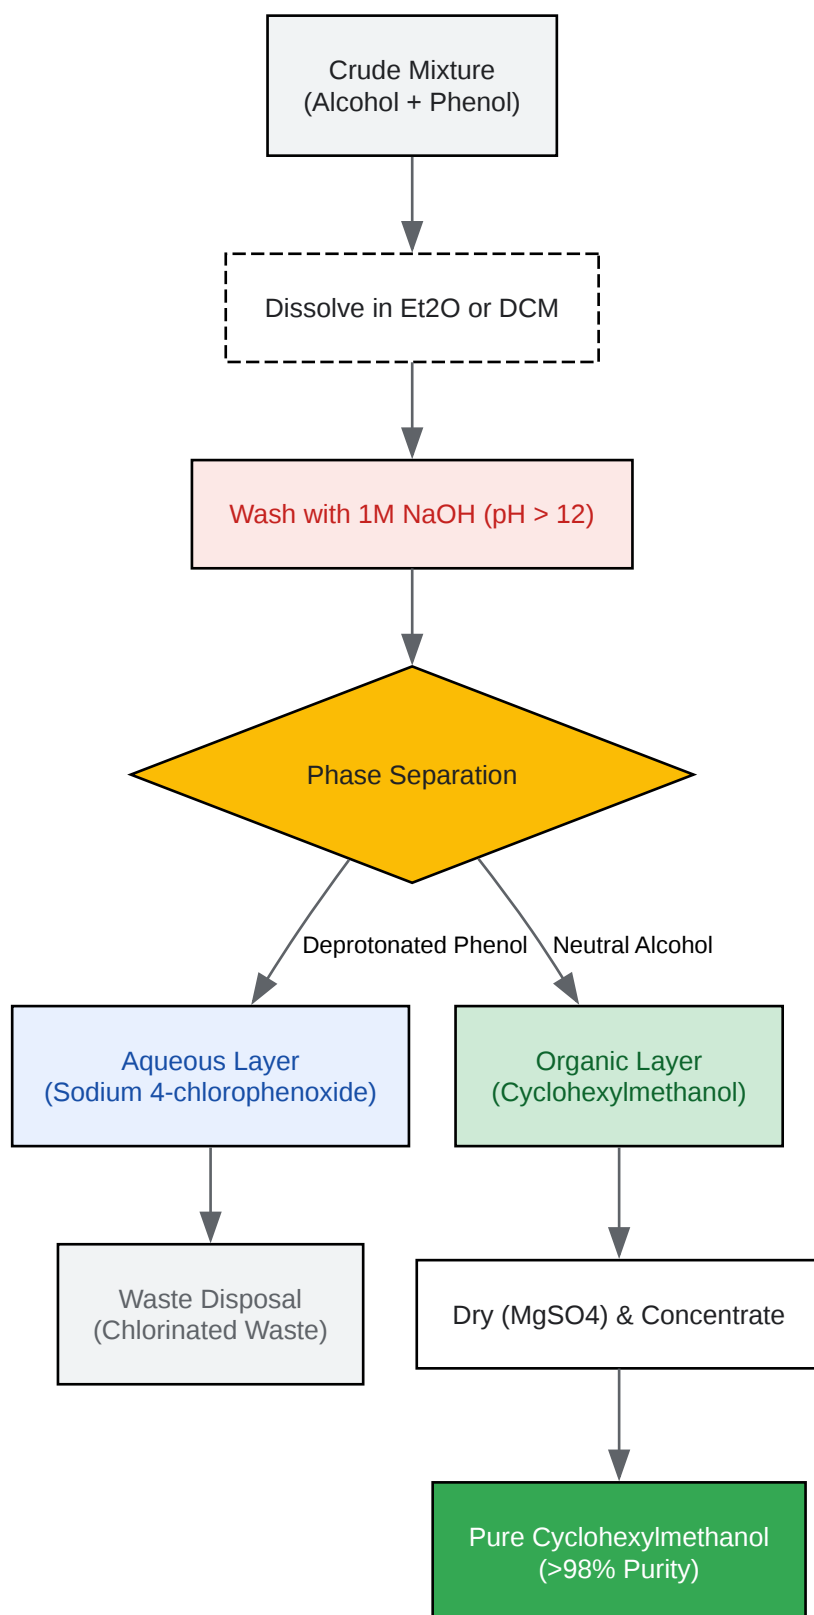 Crude Mixture
(Alcohol + Phenol)
Dissolve in Et2O or DCM
Wash with 1M NaOH (pH > 12)
Phase Separation
Deprotonated Phenol
Neutral Alcohol
Aqueous Layer
(Sodium 4-chlorophenoxide)
Organic Layer
(Cyclohexylmethanol)
Waste Disposal
(Chlorinated Waste)
Dry (MgSO4) & Concentrate
Pure Cyclohexylmethanol
(>98% Purity)